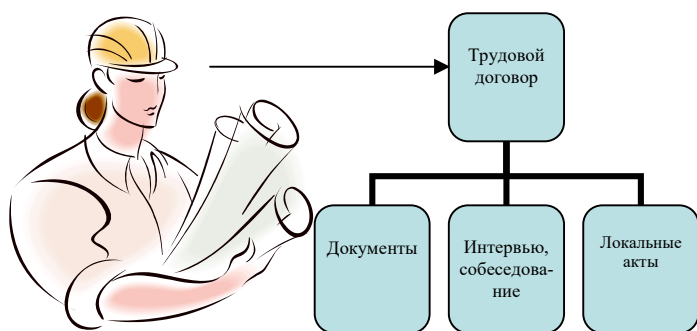 Трудовой
договор
Документы
Интервью,
собеседова-
ние
Локальные
акты